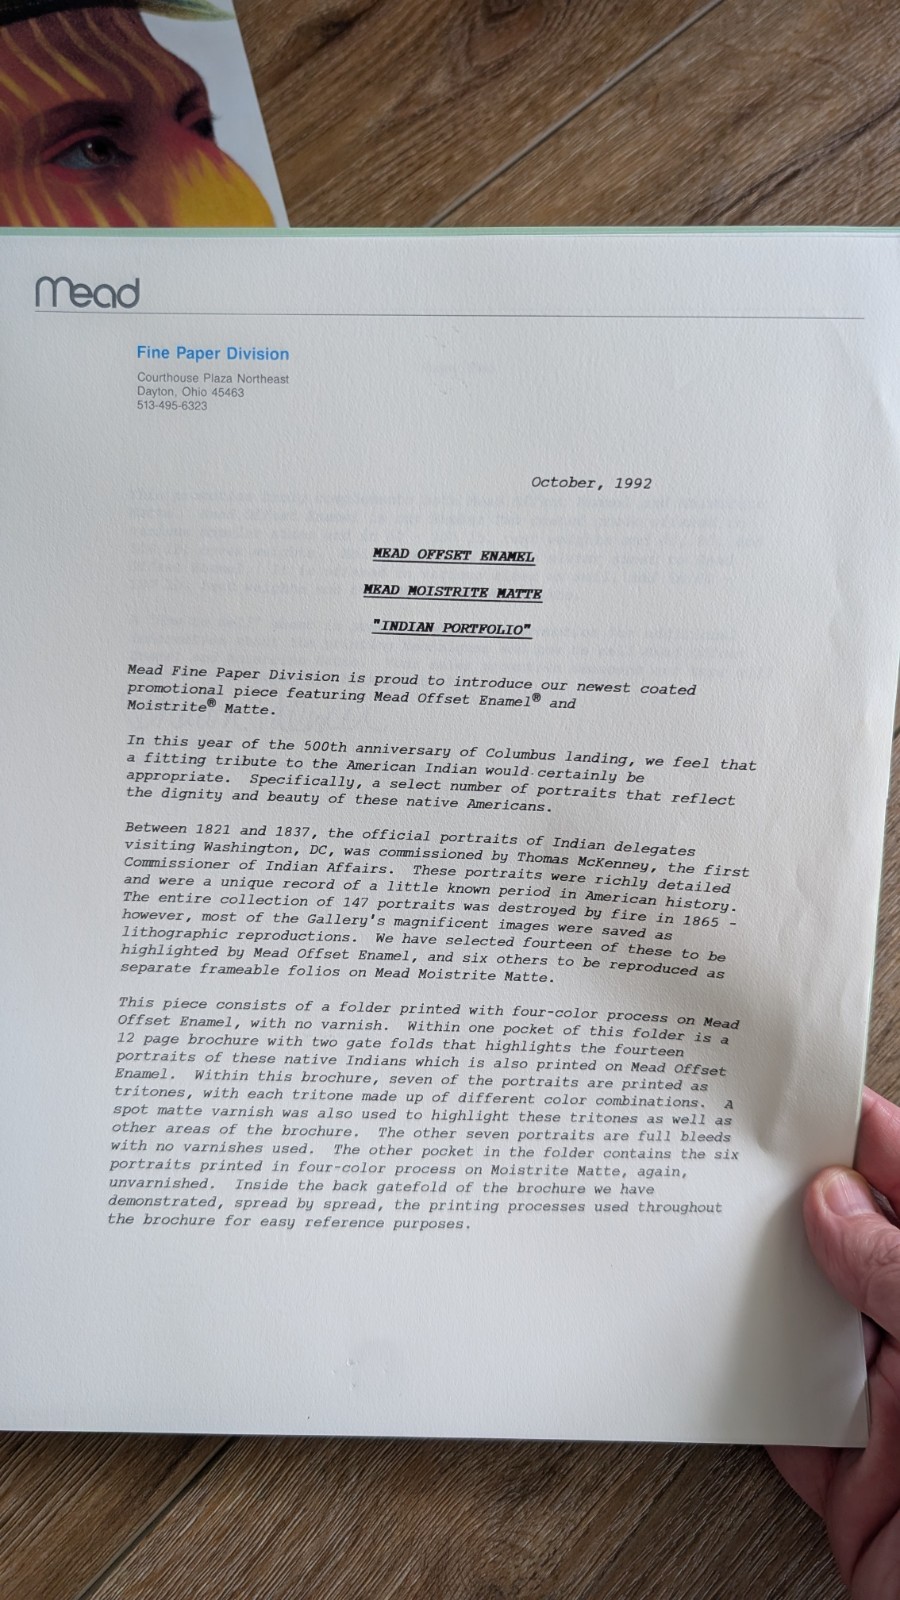 Mead
Fine Paper Division
Courthouse Plaza Northeast
Dayton, Ohio 45463
513-495-6323
October, 1992
MEAD OFFSET ENAMEL
MEAD MOISTRITE MATTE
"INDIAN PORTFOLIO"
Mead Fine Paper Division is proud to introduce our newest coated
promotional piece featuring Mead Offset Enamel® and
Moistrite® Matte.
In this year of the 500th anniversary of Columbus landing, we feel that
a fitting tribute to the American Indian would certainly be
appropriate. Specifically, a select number of portraits that reflect
the dignity and beauty of these native Americans.
Between 1821 and 1837, the official portraits of Indian delegates
visiting Washington, DC, was commissioned by Thomas McKenney, the first
Commissioner of Indian Affairs. These portraits were richly detailed
and were a unique record of a little known period in American history.
The entire collection of 147 portraits was destroyed by fire in 1865 -
however, most of the Gallery's magnificent images were saved as
lithographic reproductions. We have selected fourteen of these to be
highlighted by Mead Offset Enamel, and six others to be reproduced as
separate frameable folios on Mead Moistrite Matte.
This piece consists of a folder printed with four-color process on Mead
Offset Enamel, with no varnish. Within one pocket of this folder is a
12 page brochure with two gate folds that highlights the fourteen
portraits of these native Indians which is also printed on Mead Offset
Enamel. Within this brochure, seven of the portraits are printed as
tritones, with each tritone made up of different color combinations. A
spot matte varnish was also used to highlight these tritones as well as
other areas of the brochure. The other seven portraits are full bleeds
with no varnishes used. The other pocket in the folder contains the six
portraits printed in four-color process on Moistrite Matte, again,
unvarnished. Inside the back gatefold of the brochure we have
demonstrated, spread by spread, the printing processes used throughout
the brochure for easy reference purposes.